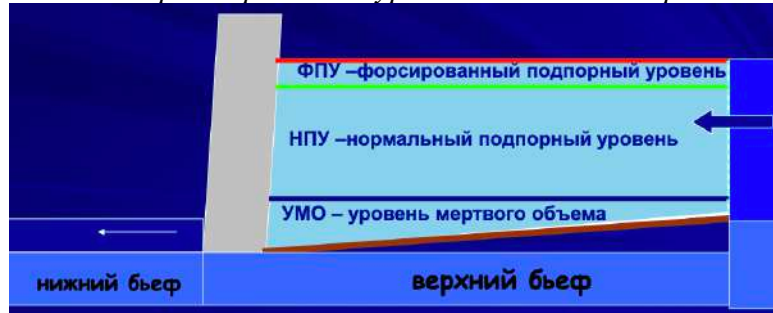 ФПУ –форсированный подпорный уровень
НПУ –нормальный подпорный уровень
УМО – уровень мертвого объема
нижний бьеф
верхний бьеф